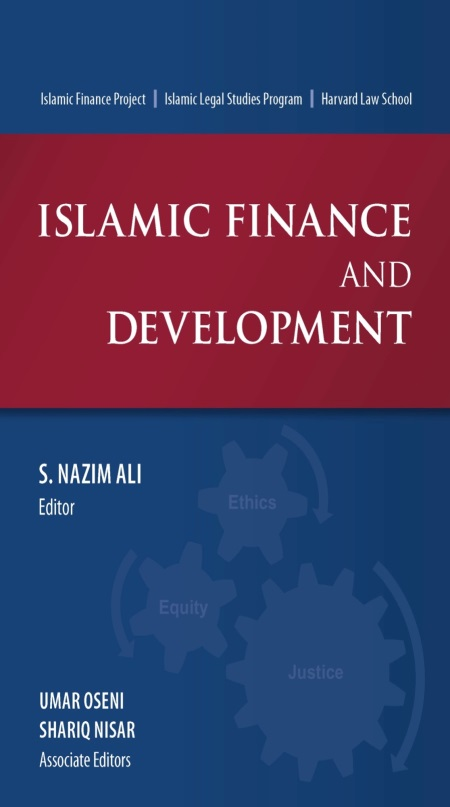 Islamic Finance Project | Islamic Legal Studies Program | Harvard Law School
ISLAMIC FINANCE
AND
DEVELOPMENT
S. NAZIM ALI
Editor
Ethics
Equity
Justice
UMAR OSENI
SHARIQ NISAR
Associate Editors